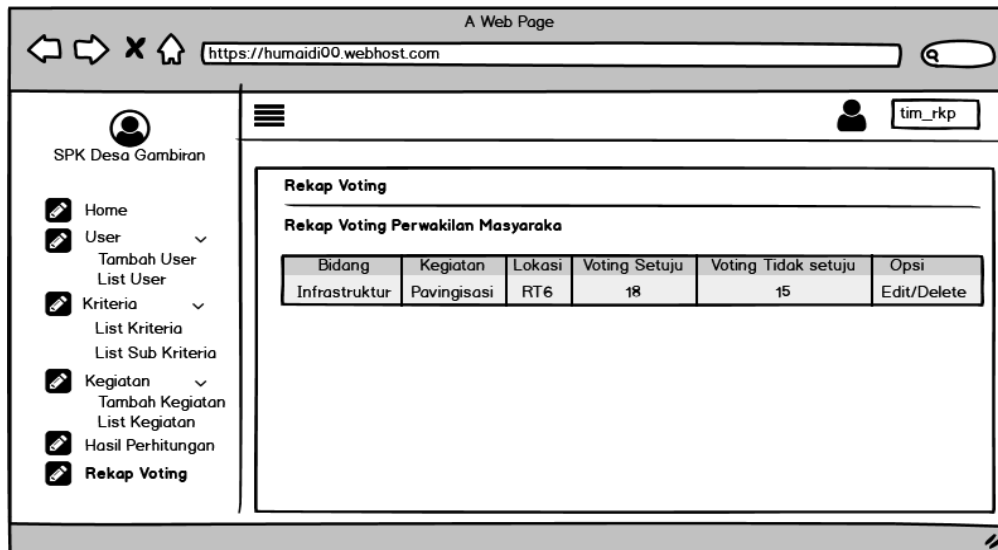 A Web Page
https://humaidi00.webhost.com
tim_rkp
SPK Desa Gambiran
Home
User
Tambah User
List User
Kriteria
List Kriteria
List Sub Kriteria
Kegiatan
Tambah Kegiatan
List Kegiatan
Hasil Perhitungan
Rekap Voting
Rekap Voting
Rekap Voting Perwakilan Masyaraka
Bidang Kegiatan Lokasi Voting Setuju Voting Tidak setuju Opsi
Infrastruktur Pavingisasi RT6 18 15 Edit/Delete